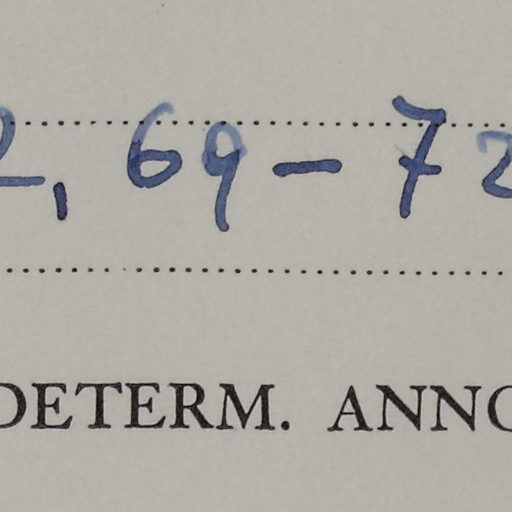 2, 69 - 72
DETERM. ANNO